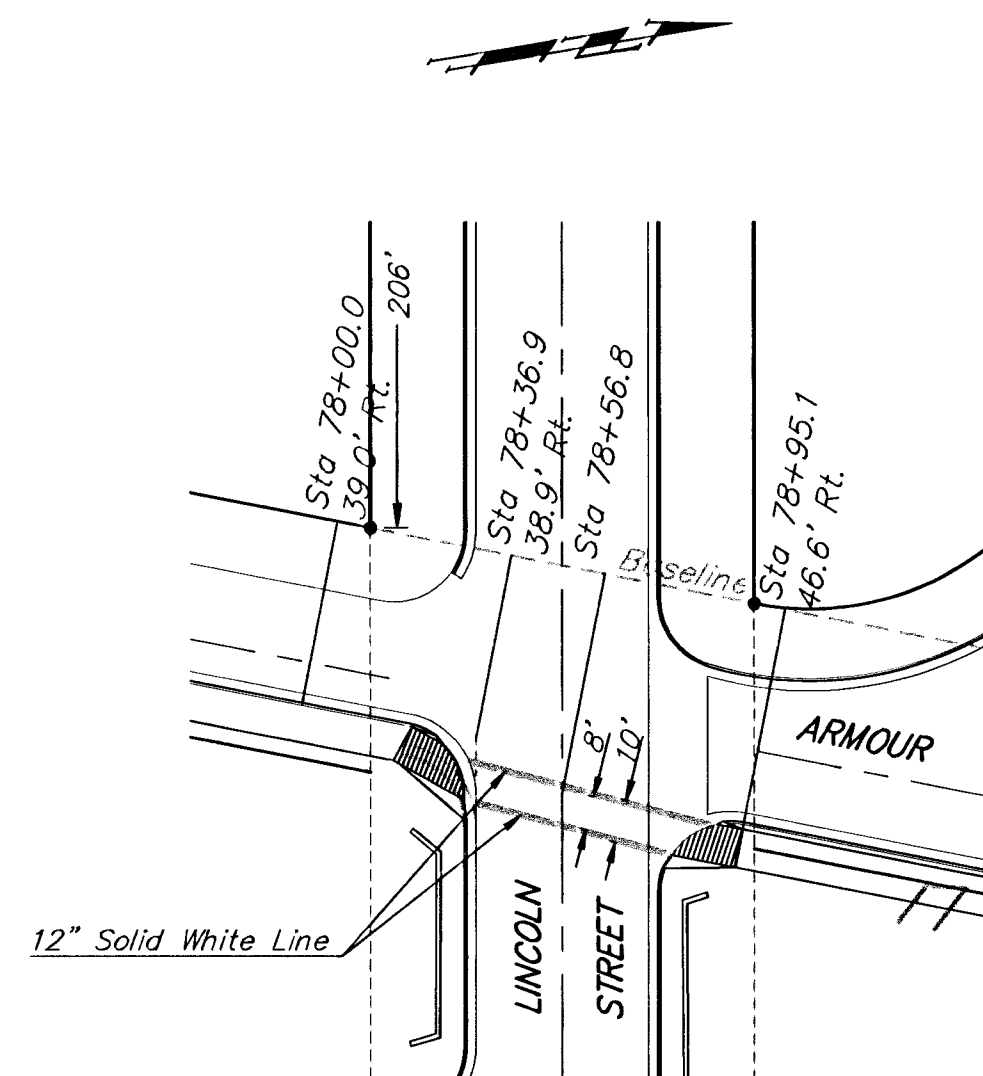 Sta 78+00.0
39.0' Rt.
206'
Sta 78+36.9
38.9' Rt.
Sta 78+56.8
Baseline
Sta 78+95.1
46.6' Rt.
8'
10'
ARMOUR
12" Solid White Line
LINCOLN
STREET